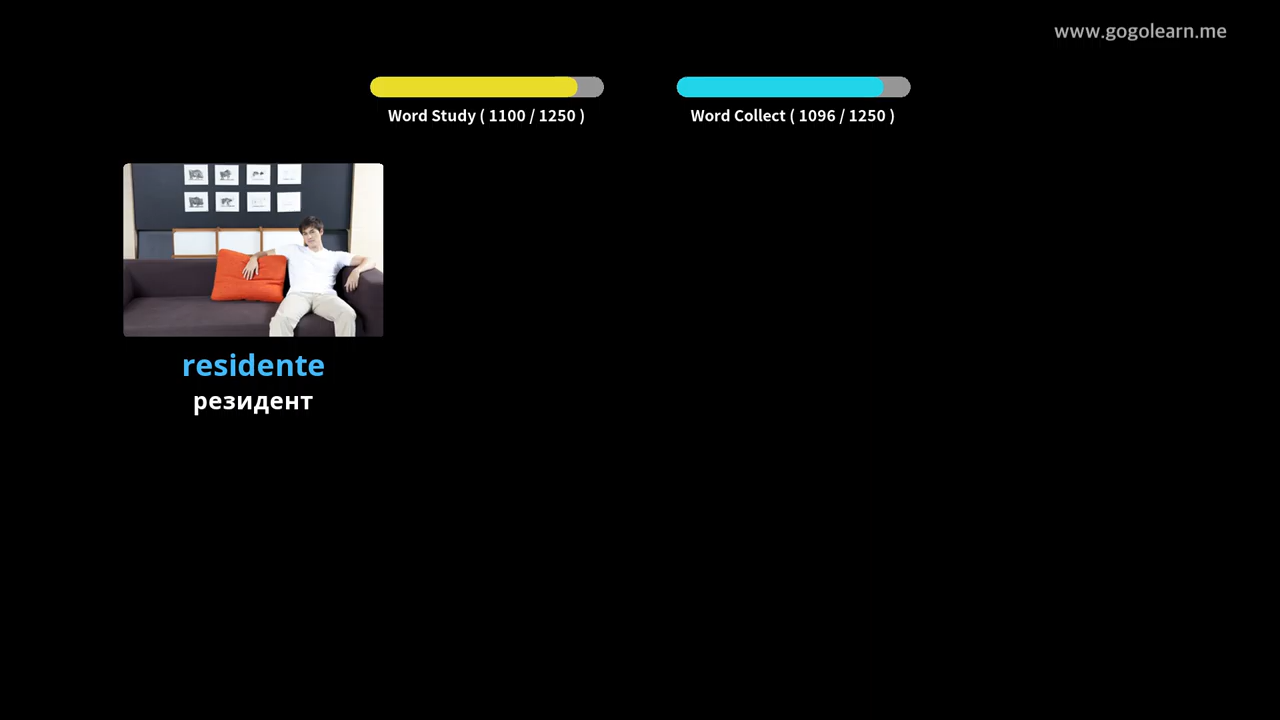 www.gogolearn.me
Word Study ( 1100 / 1250 )
Word Collect ( 1096 / 1250 )
residente
резидент